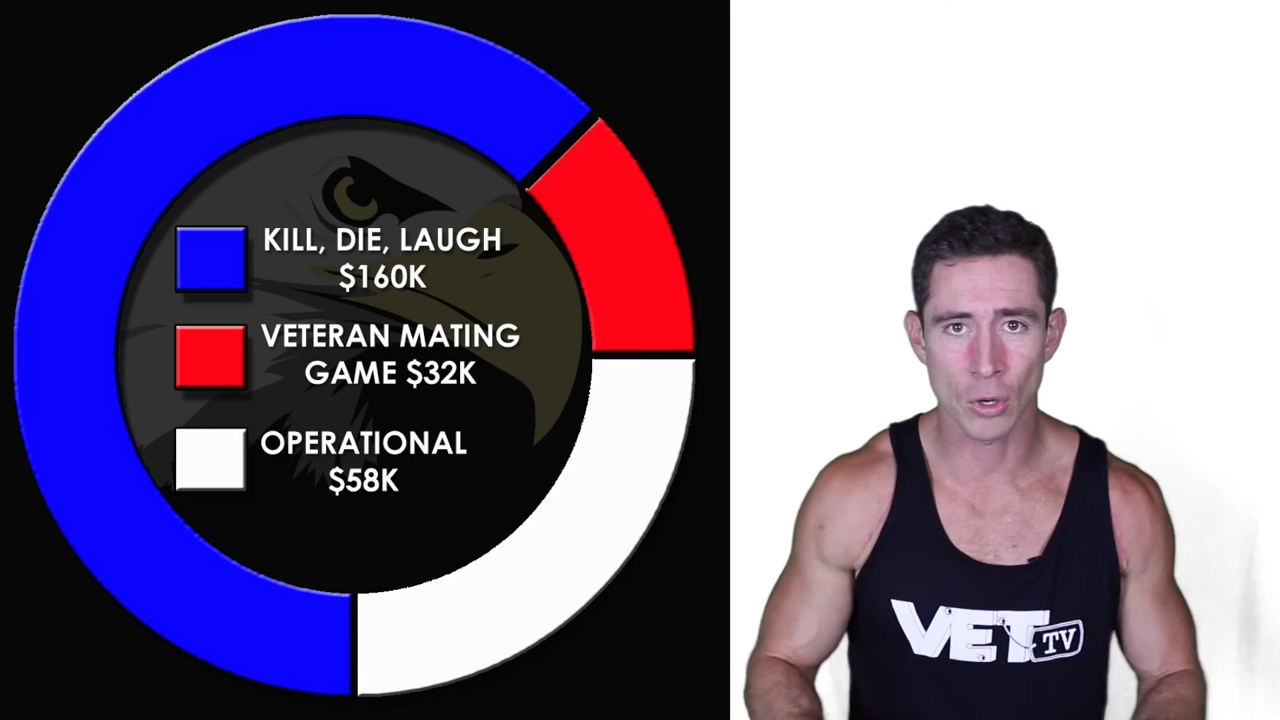 KILL, DIE, LAUGH
$160K
VETERAN MATING
GAME $32K
OPERATIONAL
$58K
VET TV